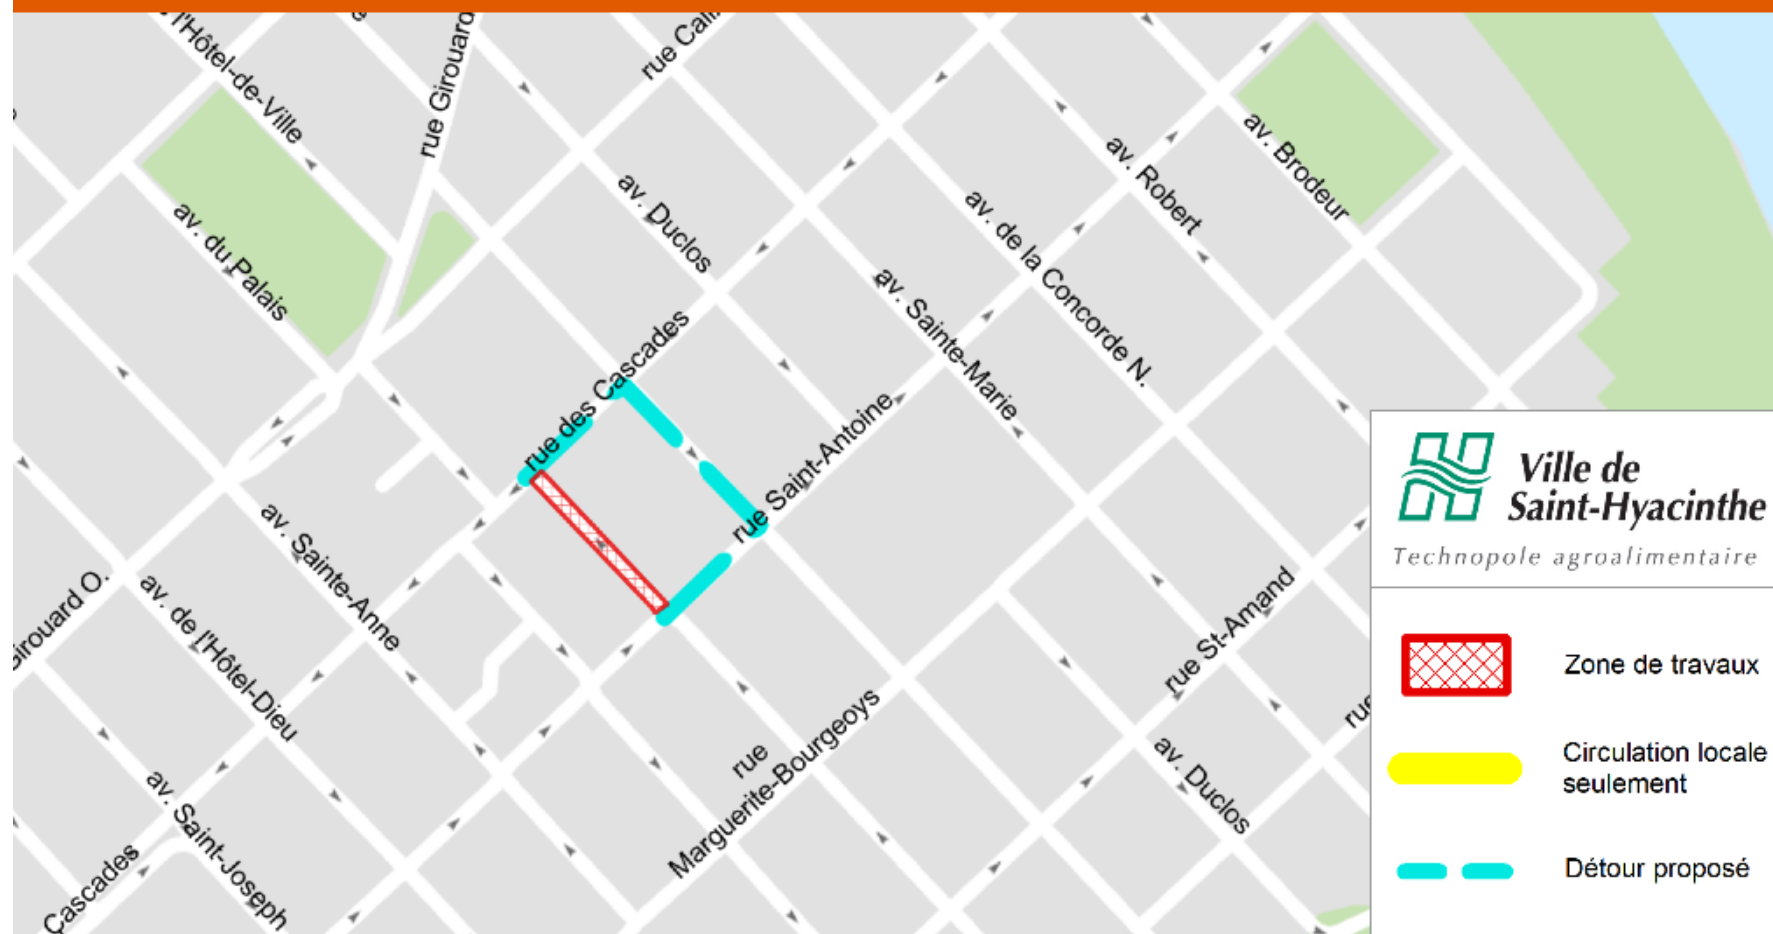 l'Hôtel-de-Ville
rue Girouard
av. du Palais
av. Duclos
av. Robert
av. Brodeur
av. de la Concorde N.
av. Sainte-Marie
rue des Cascades
rue Saint-Antoine
av. Sainte-Anne
av. de l'Hôtel-Dieu
av. Saint-Joseph
Cascades
rue
Marguerite-Bourgeoys
rue St-Amand
av. Duclos
rue
Ville de
Saint-Hyacinthe
Technopole agroalimentaire
Zone de travaux
Circulation locale
seulement
Détour proposé